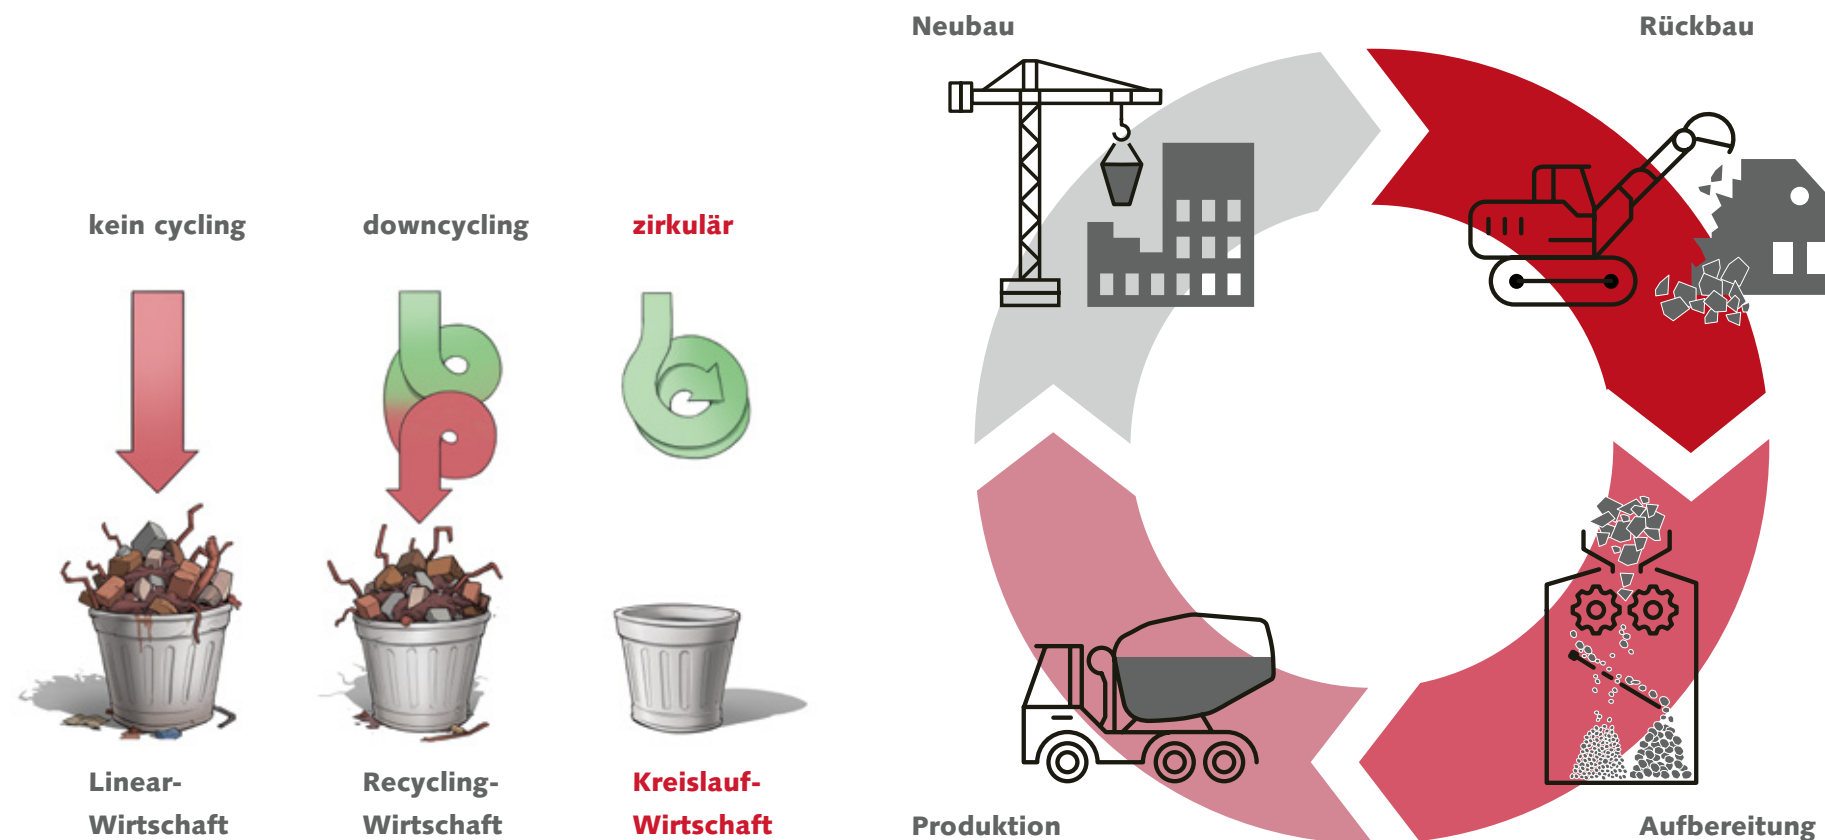 kein cycling
downcycling
zirkulär
Linear-
Wirtschaft
Recycling-
Wirtschaft
Kreislauf-
Wirtschaft
Neubau
Rückbau
Produktion
Aufbereitung